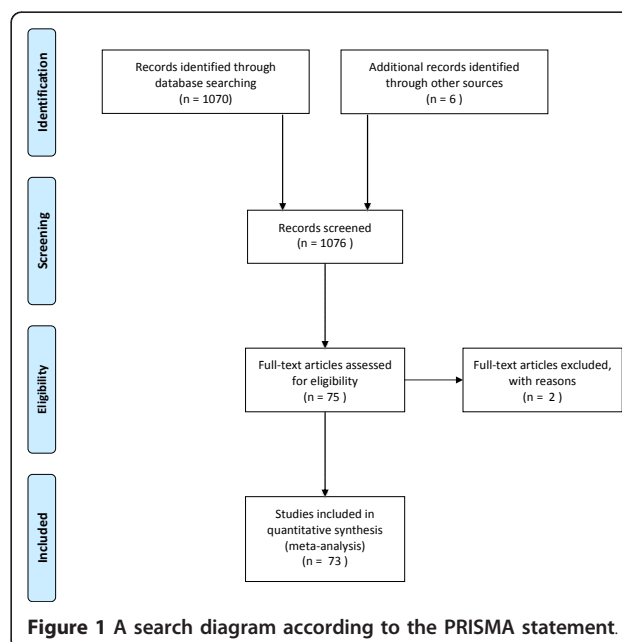 Identification
Records identified through
database searching
(n = 1070)
Additional records identified
through other sources
(n = 6 )
Screening
Records screened
(n = 1076 )
Eligibility
Full-text articles assessed
for eligibility
(n = 75 )
Full-text articles excluded,
with reasons
(n = 2 )
Included
Studies included in
quantitative synthesis
(meta-analysis)
(n = 73 )
Figure 1 A search diagram according to the PRISMA statement.